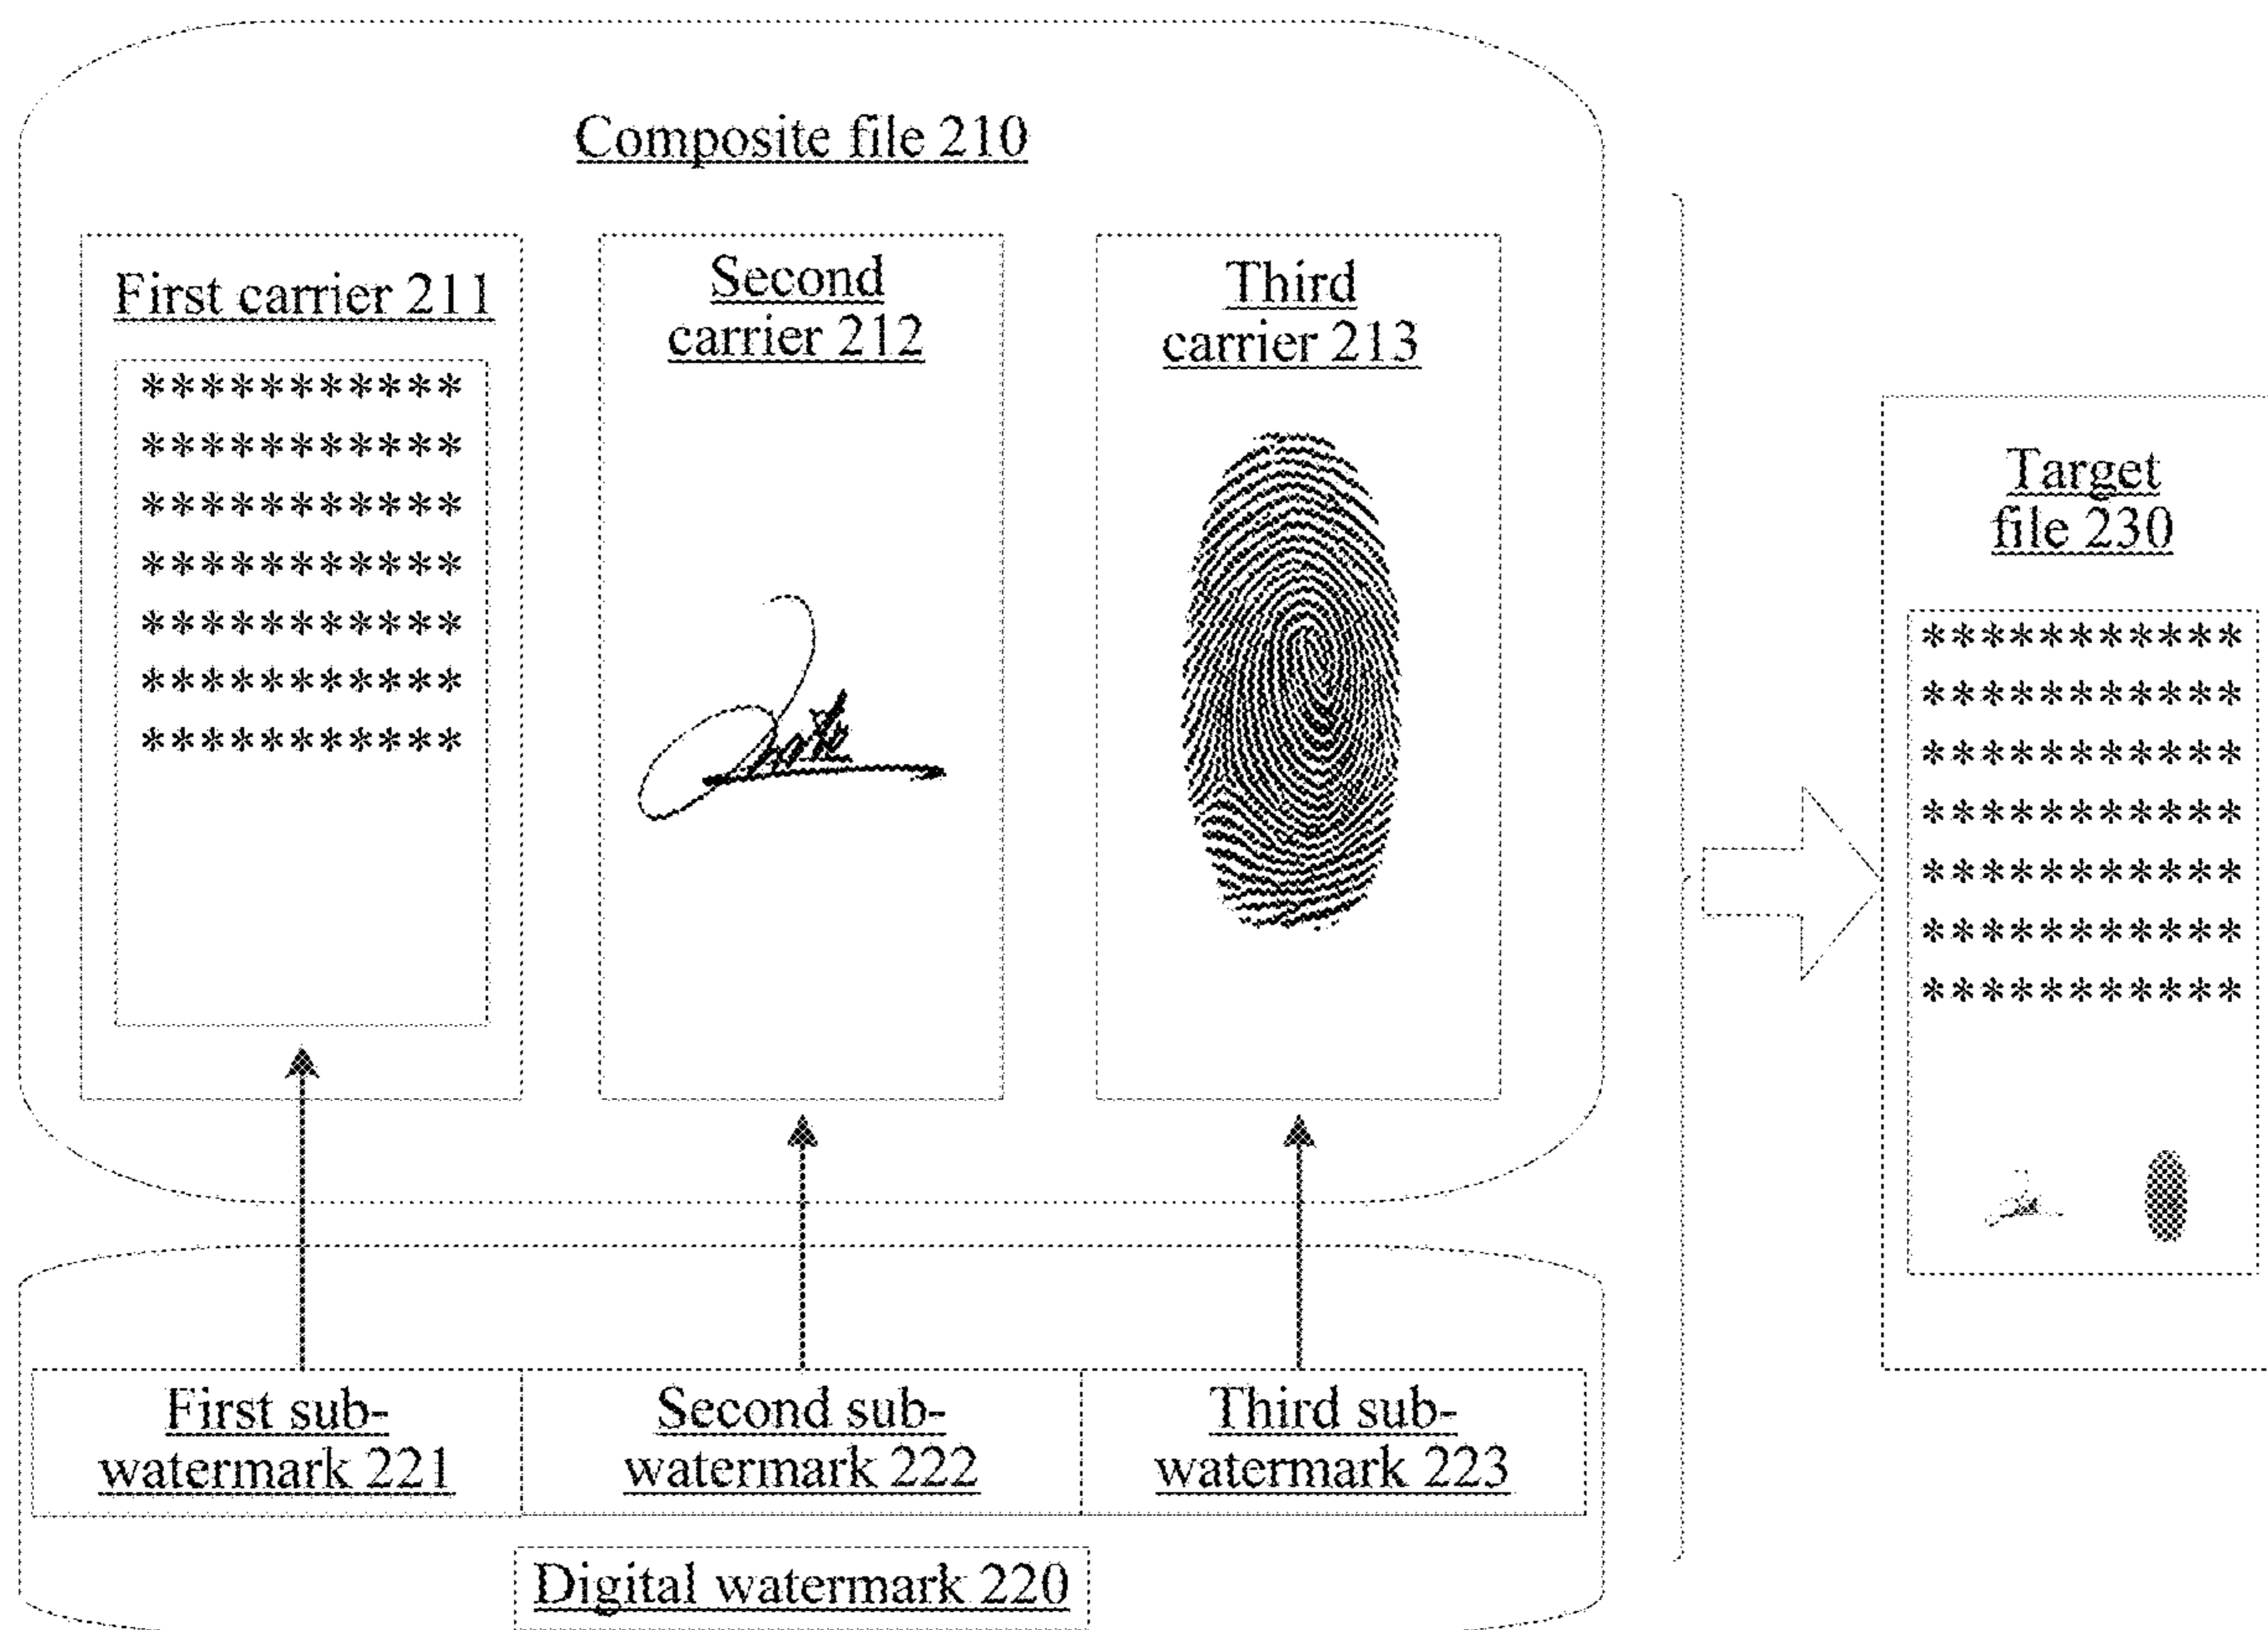 Composite file 210
First carrier 211
***********
***********
***********
***********
***********
***********
***********
Second
carrier 212
Third
carrier 213
First sub-
watermark 221
Second sub-
watermark 222
Third sub-
watermark 223
Digital watermark 220
Target
file 230
***********
***********
***********
***********
***********
***********
***********